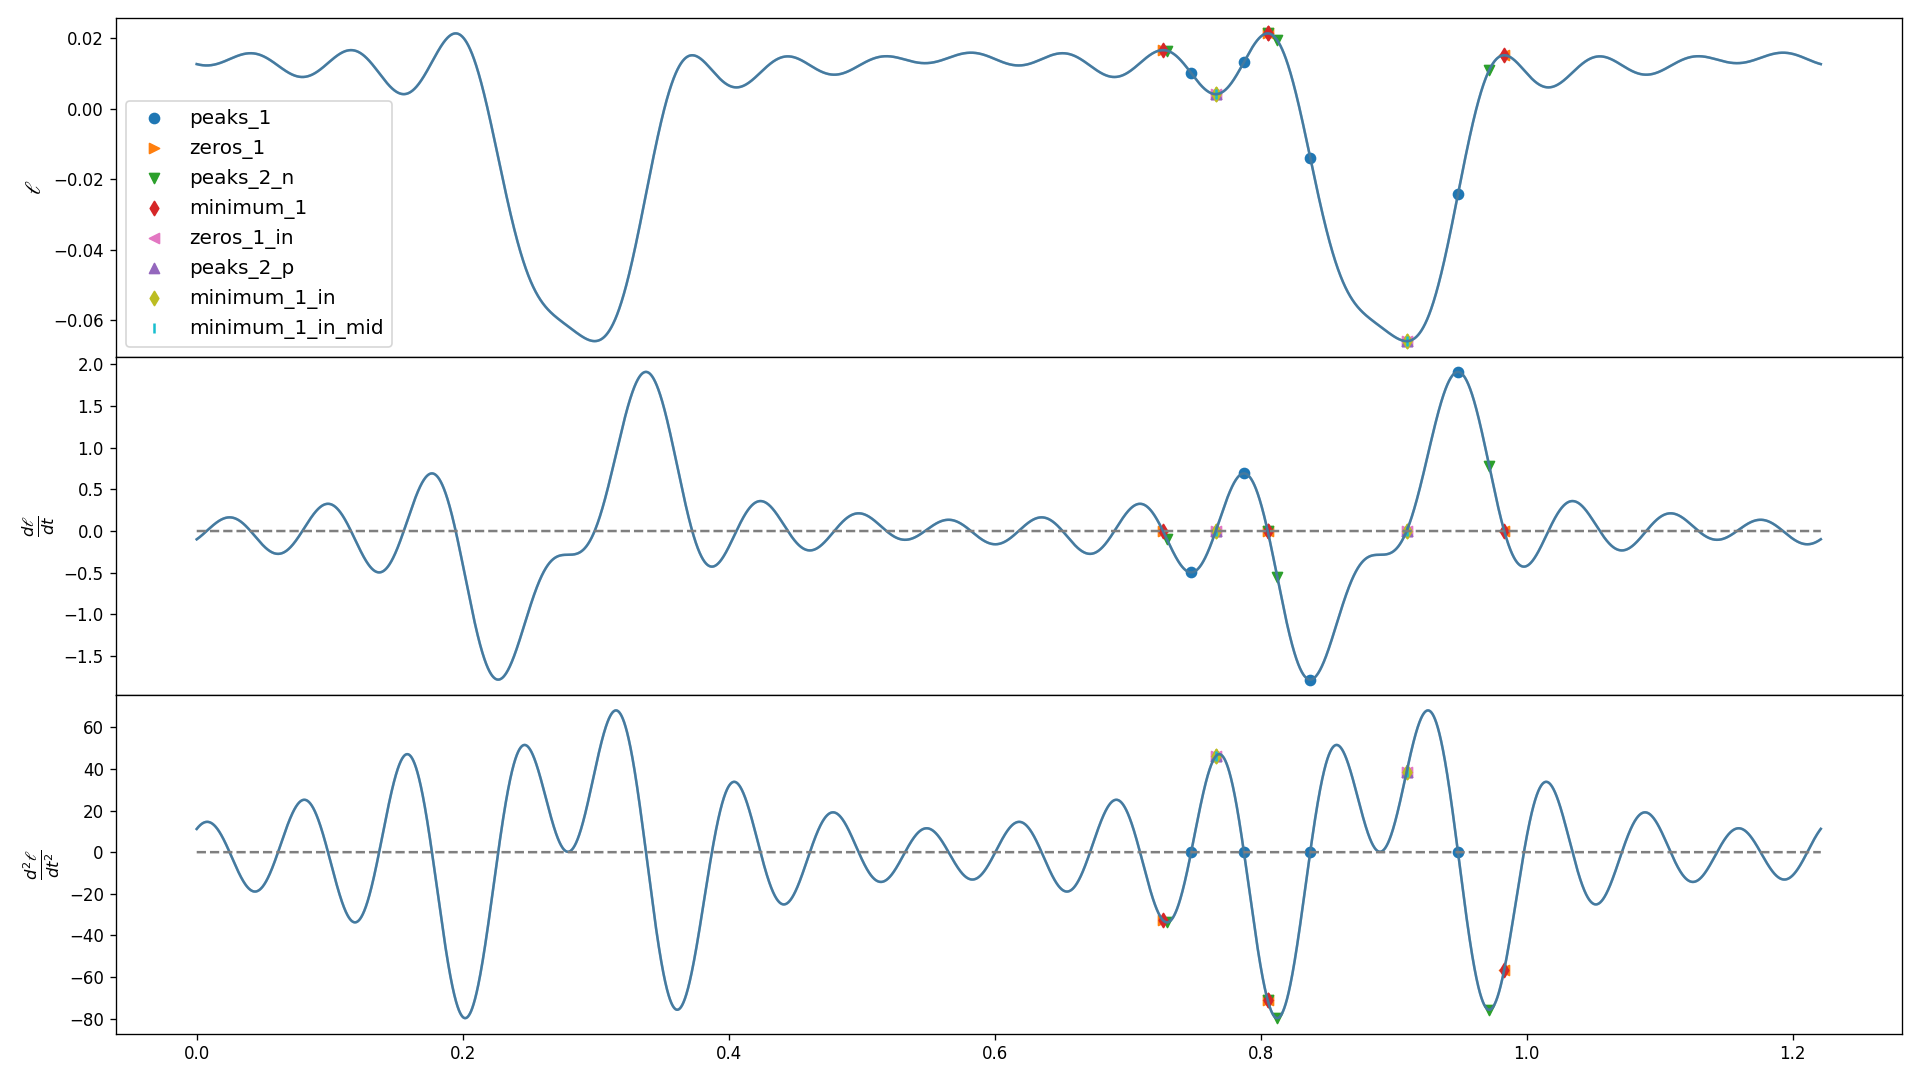 0.02
0.00
−0.02
−0.04
−0.06
ℓ
peaks_1
zeros_1
peaks_2_n
minimum_1
zeros_1_in
peaks_2_p
minimum_1_in
minimum_1_in_mid
2.0
1.5
1.0
0.5
0.0
−0.5
−1.0
−1.5
dℓ/dt
60
40
20
0
−20
−40
−60
−80
d²ℓ/dt²
0.0 0.2 0.4 0.6 0.8 1.0 1.2